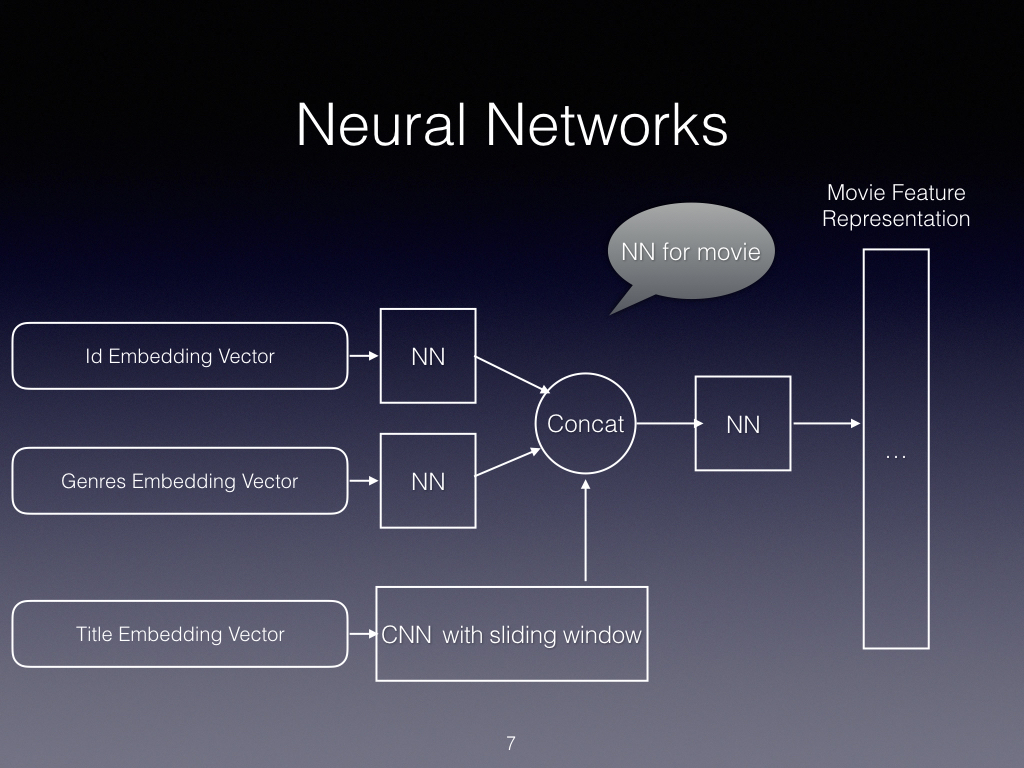 Neural Networks
Movie Feature
Representation
NN for movie
Id Embedding Vector
NN
Concat
NN
...
Genres Embedding Vector
NN
Title Embedding Vector
CNN with sliding window
7